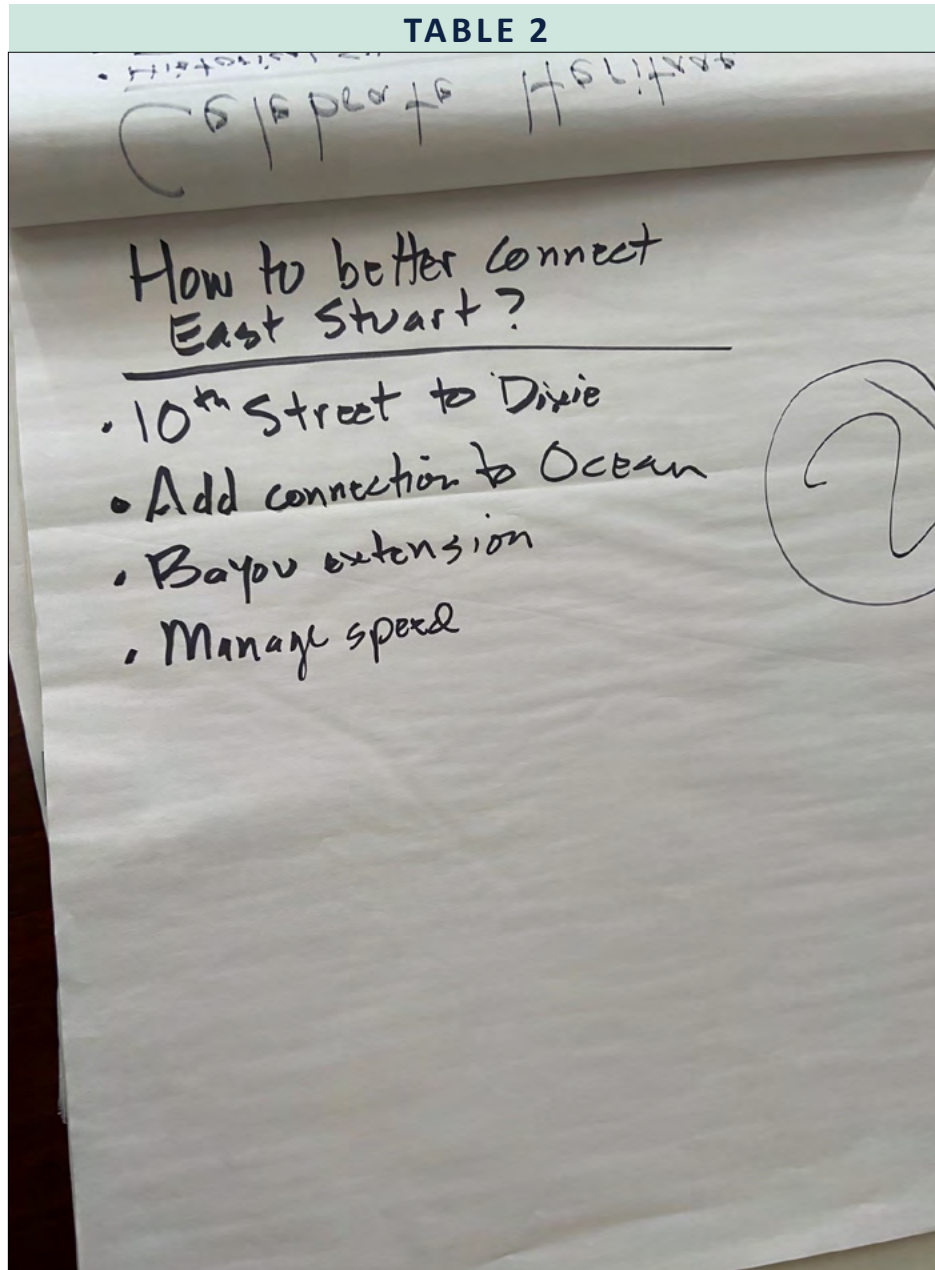 TABLE 2
How to better connect
East Stuart?
• 10th Street to Dixie
• Add connection to Ocean
• Bayou extension
• Manage speed
2